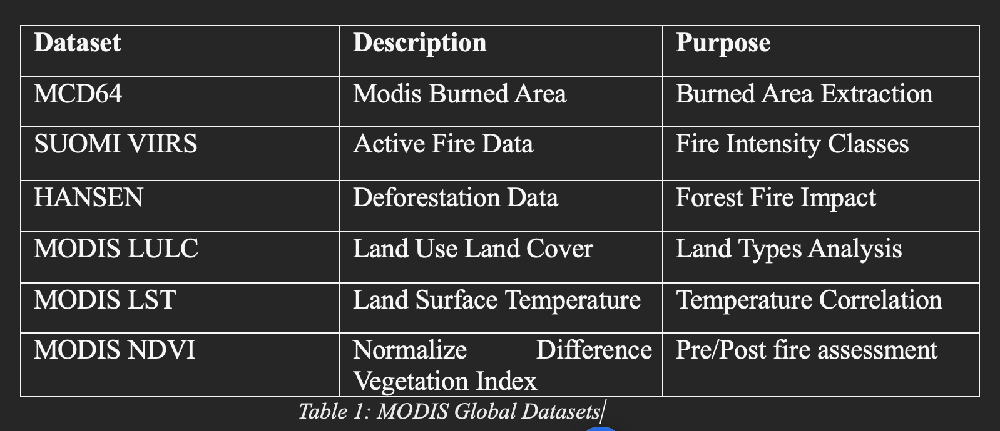 Dataset Description Purpose
MCD64 Modis Burned Area Burned Area Extraction
SUOMI VIIRS Active Fire Data Fire Intensity Classes
HANSEN Deforestation Data Forest Fire Impact
MODIS LULC Land Use Land Cover Land Types Analysis
MODIS LST Land Surface Temperature Temperature Correlation
MODIS NDVI Normalize Difference Pre/Post fire assessment
Vegetation Index
Table 1: MODIS Global Datasets